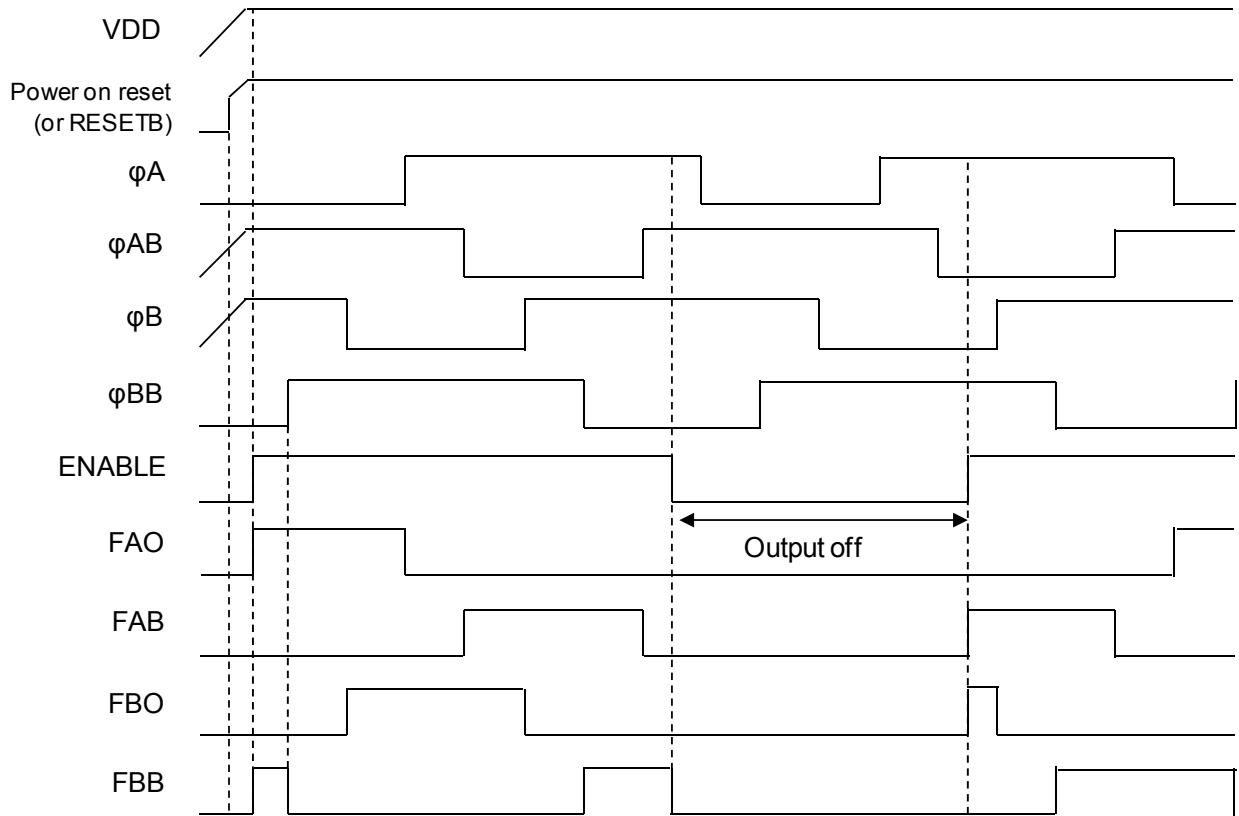 VDD
Power on reset
(or RESETB)
φA
φAB
φB
φBB
ENABLE
FAO
Output off
FAB
FBO
FBB